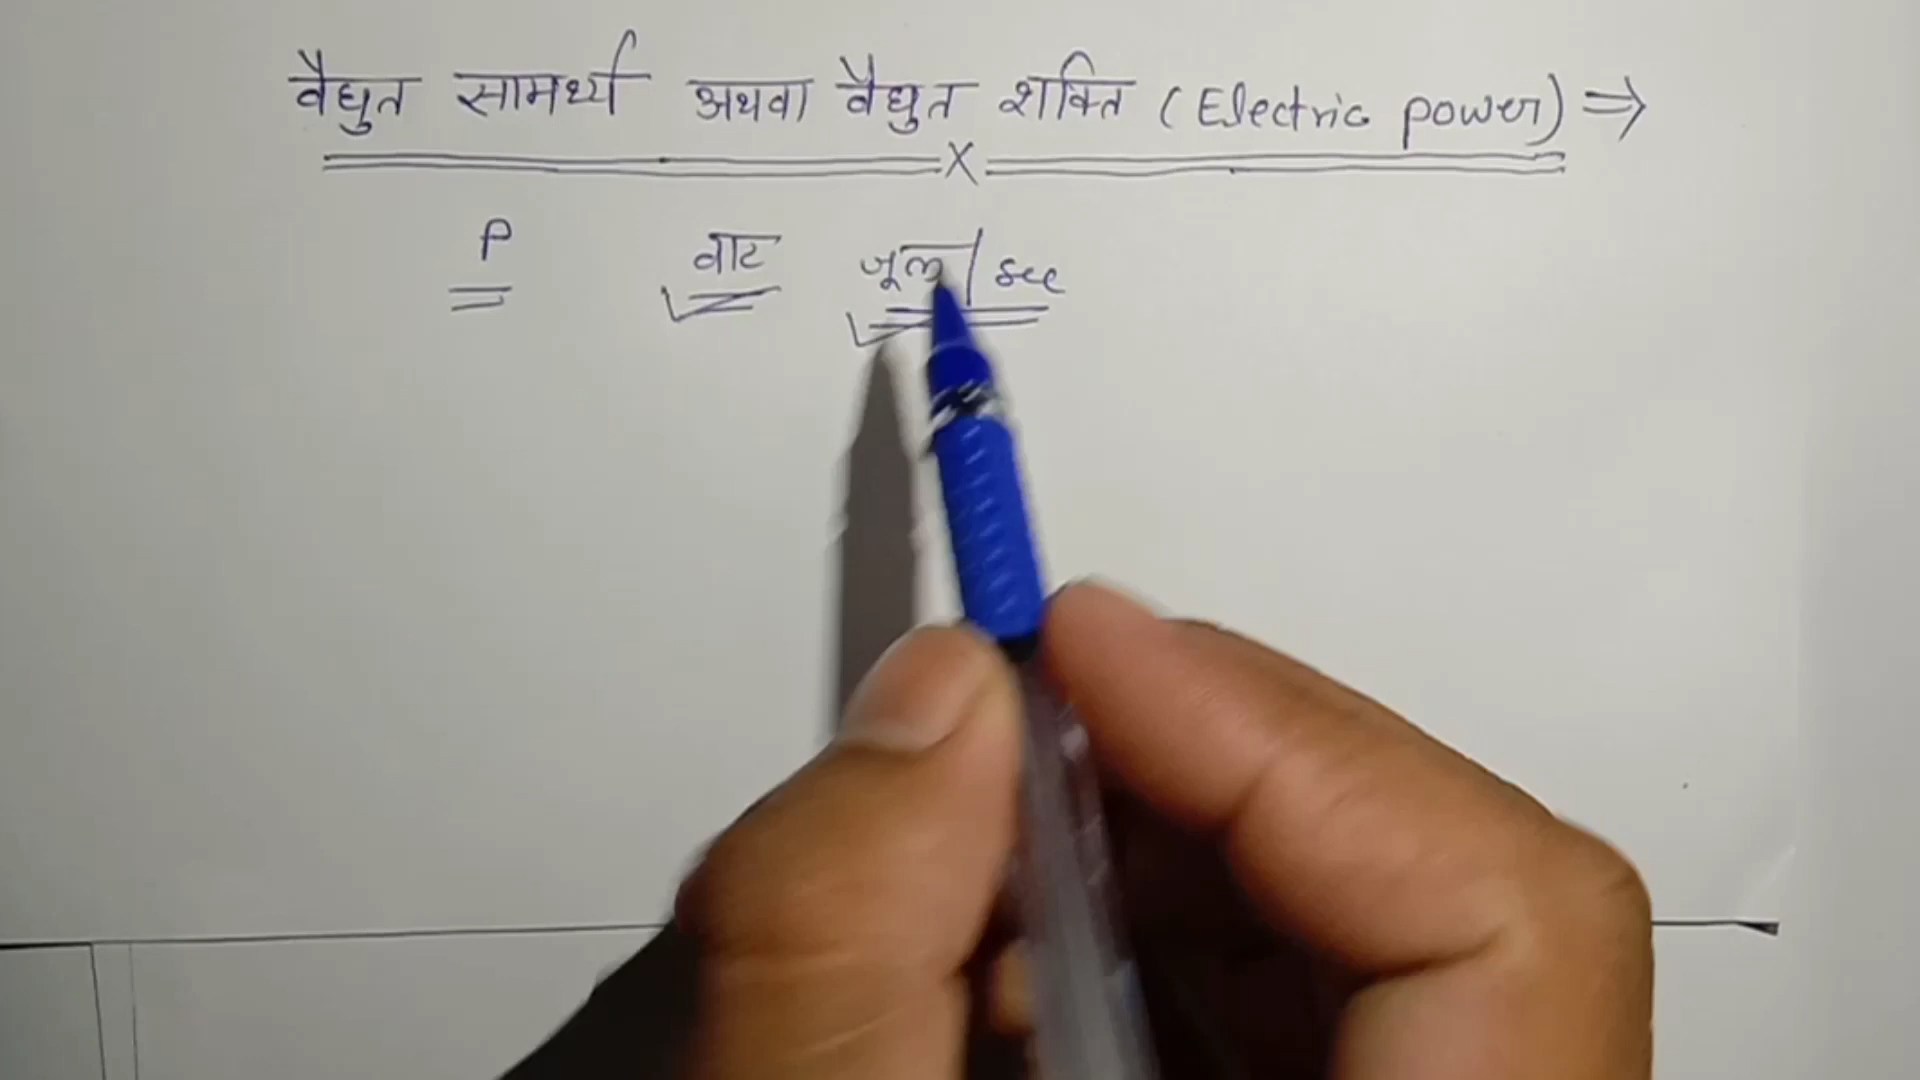 वैद्युत सामर्थ्य अथवा वैद्युत शक्ति (Electric power) ⇒
X
P वाट जूल/sec